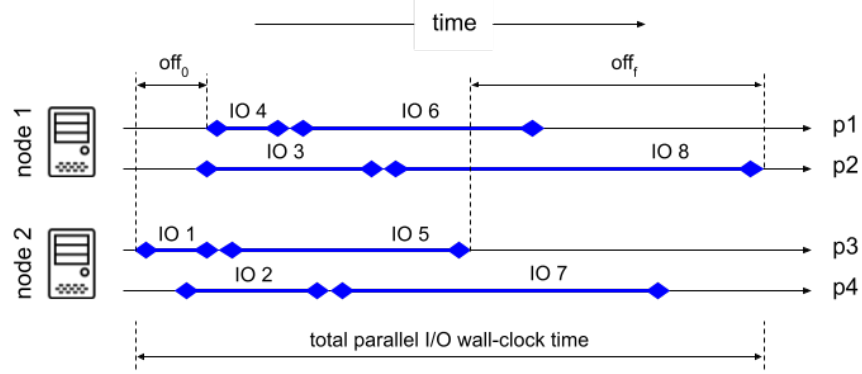 time
off0
offf
node 1
IO 4
IO 6
p1
IO 3
IO 8
p2
node 2
IO 1
IO 5
p3
IO 2
IO 7
p4
total parallel I/O wall-clock time